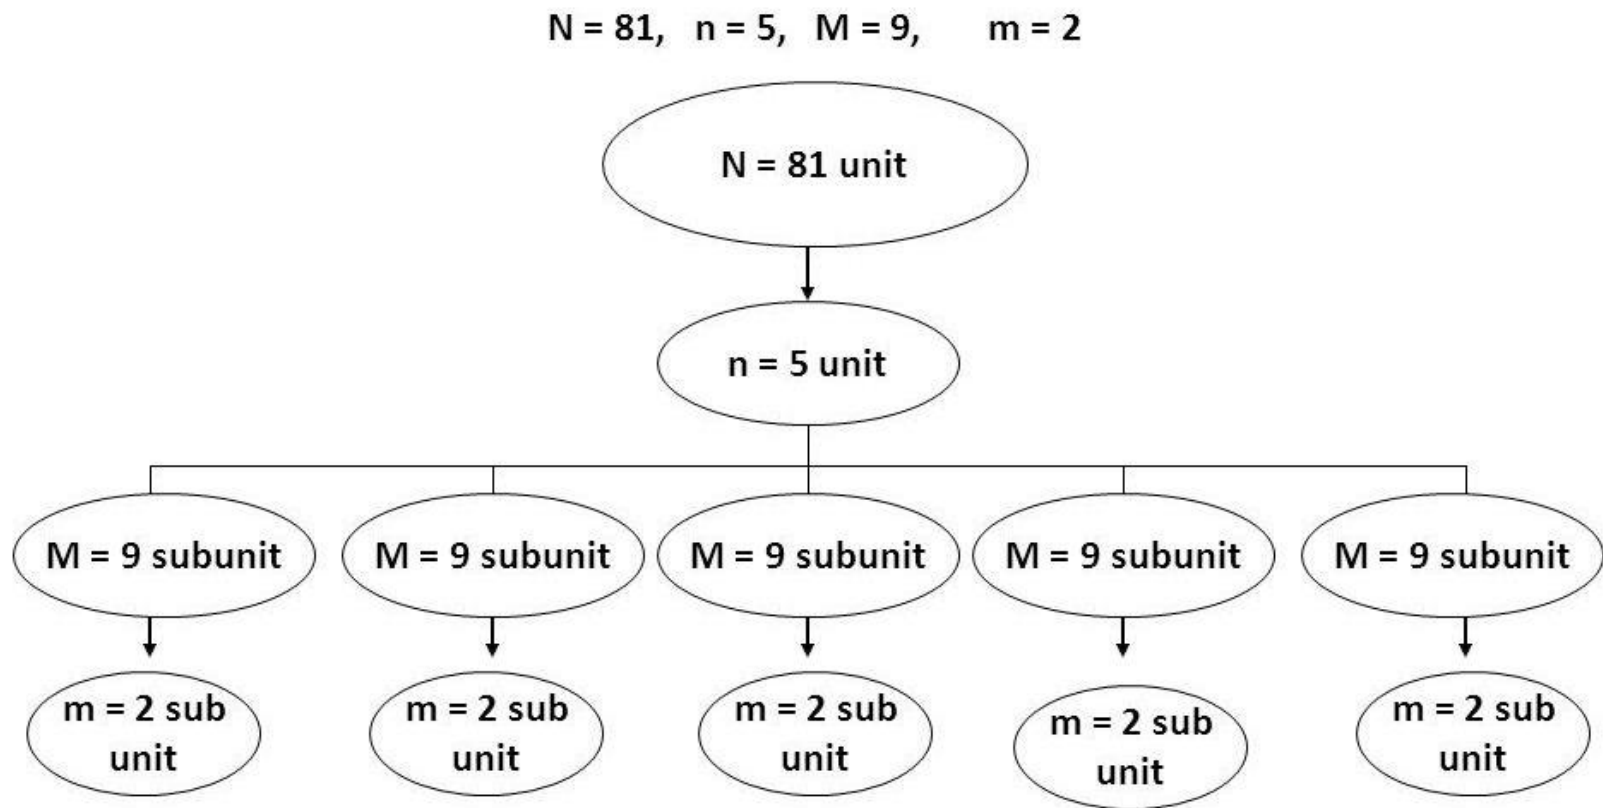 N = 81, n = 5, M = 9, m = 2
N = 81 unit
n = 5 unit
M = 9 subunit
M = 9 subunit
M = 9 subunit
M = 9 subunit
M = 9 subunit
m = 2 sub
unit
m = 2 sub
unit
m = 2 sub
unit
m = 2 sub
unit
m = 2 sub
unit